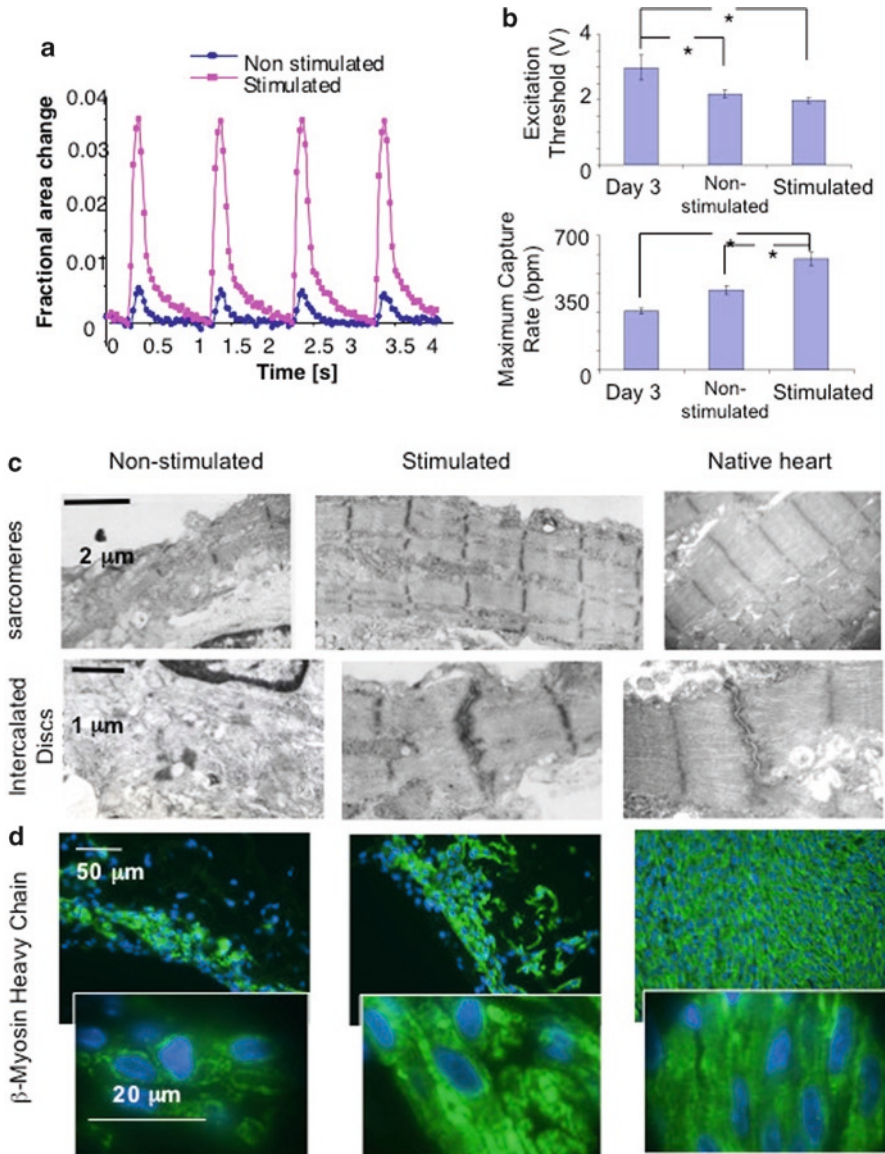 a
Non stimulated
Stimulated
Fractional area change
0.04
0.03
0.02
0.01
0
0 0.5 1 1.5 2 2.5 3 3.5 4
Time [s]
b
Excitation
Threshold (V)
4
2
0
* *
Day 3 Non-stimulated Stimulated
Maximum Capture
Rate (bpm)
700
350
0
* *
Day 3 Non-stimulated Stimulated
c
Non-stimulated Stimulated Native heart
sarcomeres
2 μm
Intercalated
Discs
1 μm
d
β-Myosin Heavy Chain
50 μm
20 μm